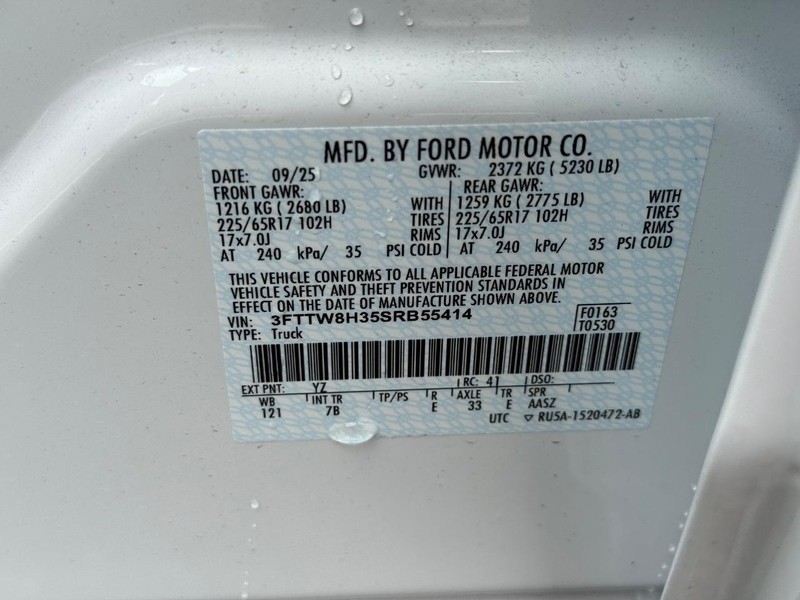 MFD. BY FORD MOTOR CO.
DATE: 09/25 GVWR: 2372 KG ( 5230 LB)
FRONT GAWR: REAR GAWR:
1216 KG ( 2680 LB) WITH 1259 KG ( 2775 LB) WITH
225/65R17 102H TIRES 225/65R17 102H TIRES
17x7.0J RIMS 17x7.0J RIMS
AT 240 kPa/ 35 PSI COLD AT 240 kPa/ 35 PSI COLD
THIS VEHICLE CONFORMS TO ALL APPLICABLE FEDERAL MOTOR
VEHICLE SAFETY AND THEFT PREVENTION STANDARDS IN
EFFECT ON THE DATE OF MANUFACTURE SHOWN ABOVE.
VIN: 3FTTW8H35SRB55414 F0163
TYPE: Truck T0530
EXT PNT: YZ RC: 41 DSO:
WB INT TR TP/PS R AXLE TR SPR
121 7B E 33 E AASZ
UTC ▽ RU5A-1520472-AB